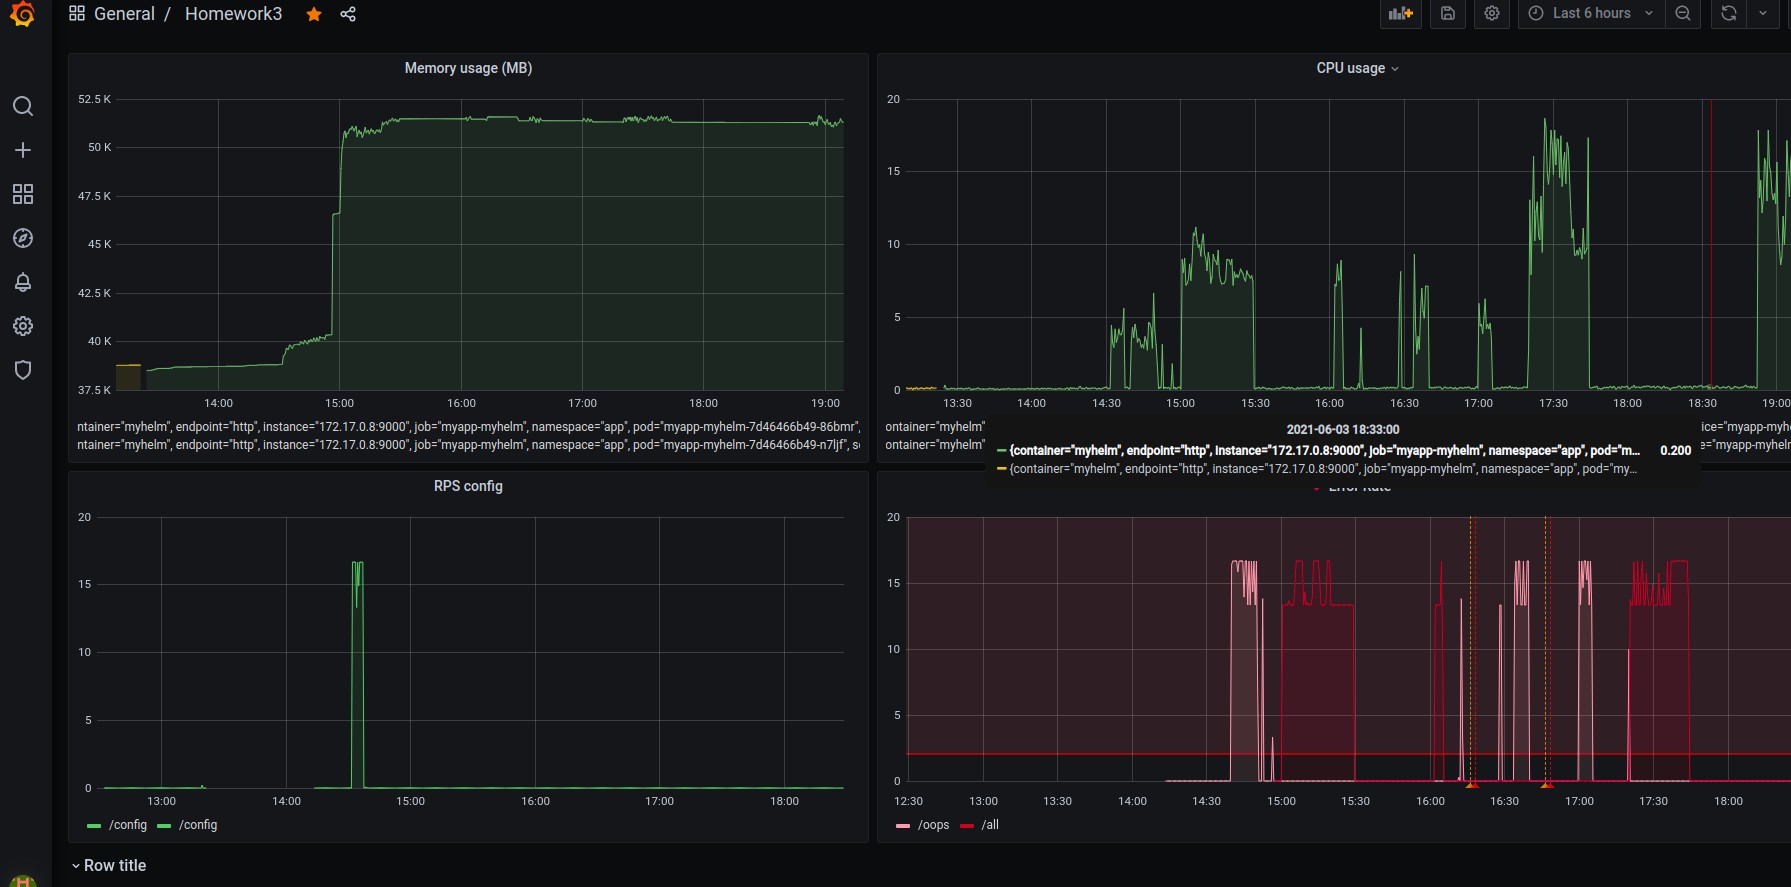 General / Homework3
Last 6 hours
Memory usage (MB)
52.5 K
50 K
47.5 K
45 K
42.5 K
40 K
37.5 K
14:00 15:00 16:00 17:00 18:00 19:00
ntainer="myhelm", endpoint="http", instance="172.17.0.8:9000", job="myapp-myhelm", namespace="app", pod="myapp-myhelm-7d46466b49-86bmr",
ntainer="myhelm", endpoint="http", instance="172.17.0.8:9000", job="myapp-myhelm", namespace="app", pod="myapp-myhelm-7d46466b49-n7ljf", se
CPU usage
20
15
10
5
0
13:30 14:00 14:30 15:00 15:30 16:00 16:30 17:00 17:30 18:00 18:30 19:00
ontainer="myhelm"
ontainer="myhelm"
ice="myapp-myhe
="myapp-myheln
2021-06-03 18:33:00
{container="myhelm", endpoint="http", instance="172.17.0.8:9000", job="myapp-myhelm", namespace="app", pod="m... 0.200
{container="myhelm", endpoint="http", instance="172.17.0.8:9000", job="myapp-myhelm", namespace="app", pod="my...
RPS config
20
15
10
5
0
13:00 14:00 15:00 16:00 17:00 18:00
/config /config
Error Rate
20
15
10
5
0
12:30 13:00 13:30 14:00 14:30 15:00 15:30 16:00 16:30 17:00 17:30 18:00
/oops /all
Row title